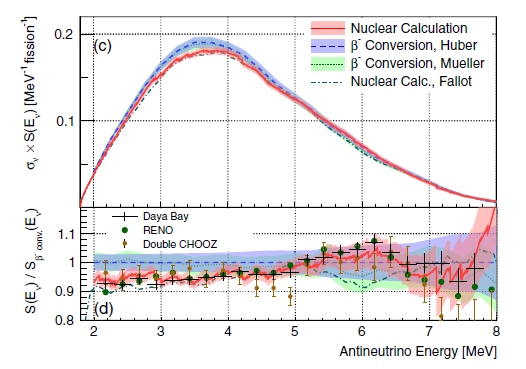 (c)
Nuclear Calculation
β⁻ Conversion, Huber
β⁻ Conversion, Mueller
Nuclear Calc., Fallot
σν × S(Eν) [MeV⁻¹ fission⁻¹]
0.2
0.1
Daya Bay
RENO
Double CHOOZ
S(Eν) / Sβ⁻ conv.(Eν)
1.1
1
0.9
0.8
(d)
2 3 4 5 6 7 8
Antineutrino Energy [MeV]